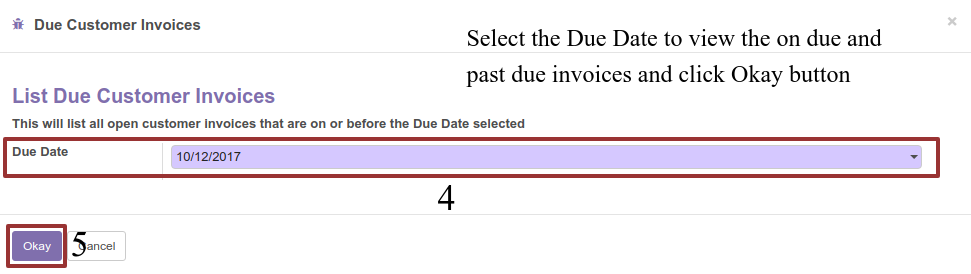 Due Customer Invoices
×
Select the Due Date to view the on due and
past due invoices and click Okay button
List Due Customer Invoices
This will list all open customer invoices that are on or before the Due Date selected
Due Date
10/12/2017
4
Okay
5
Cancel